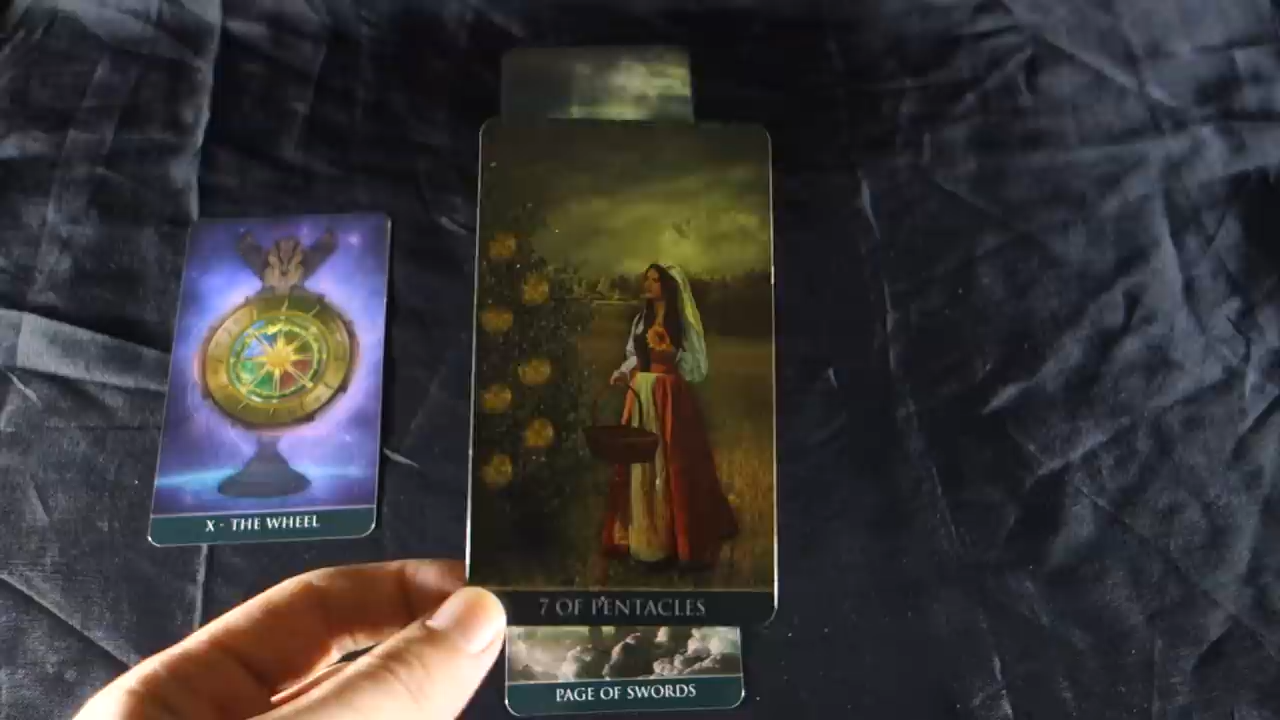 X - THE WHEEL
7 OF PENTACLES
PAGE OF SWORDS